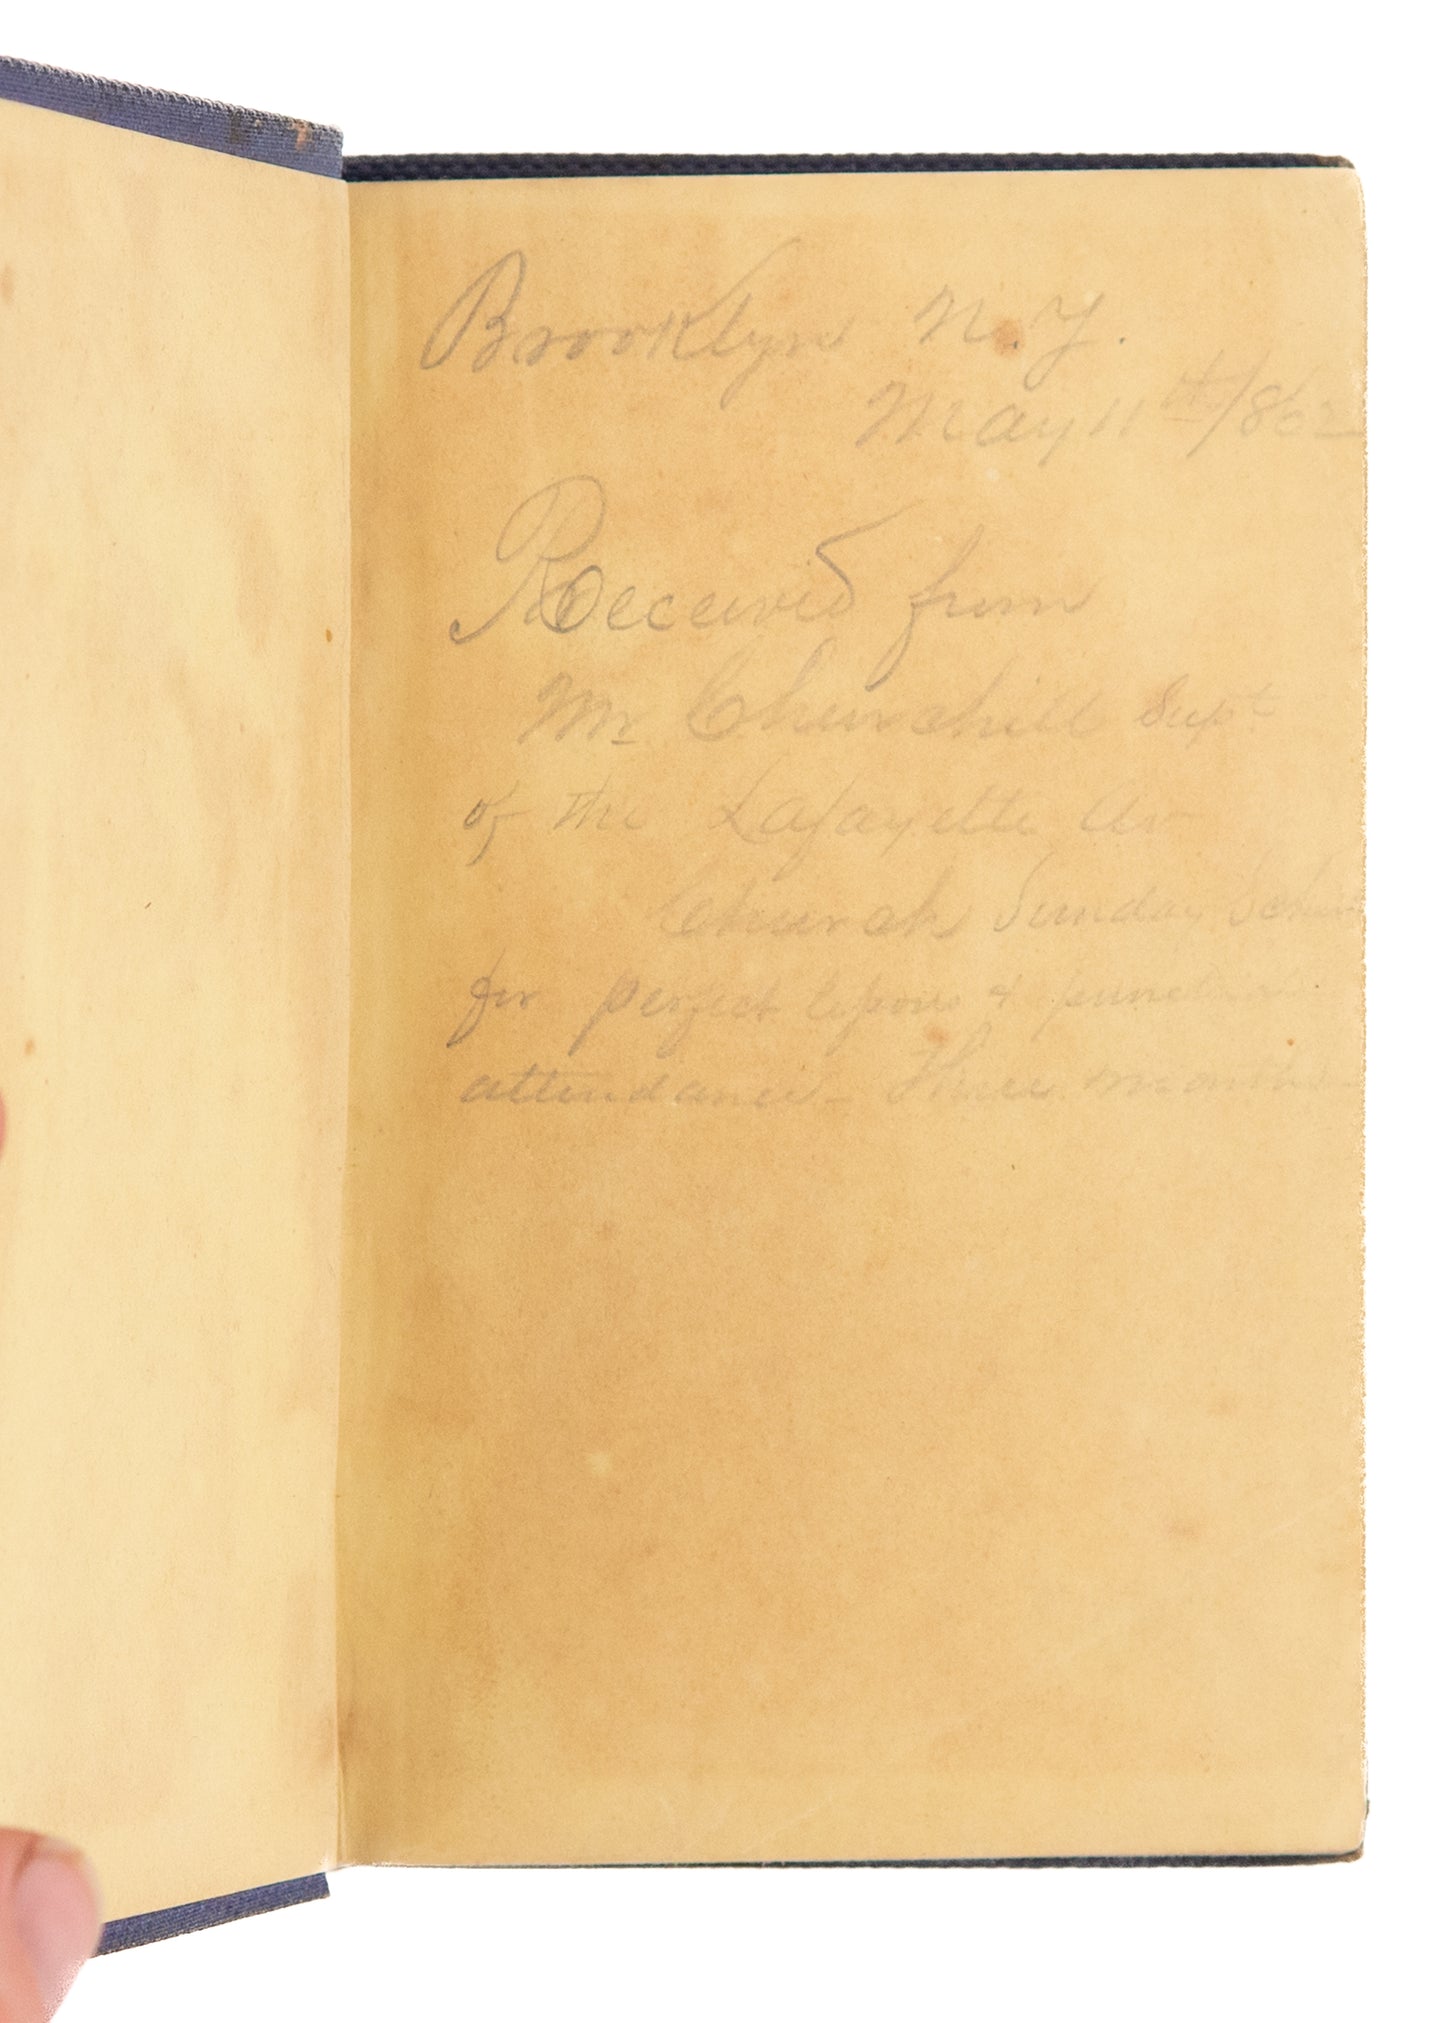 Brooklyn N.Y.
May 11th/862
Received from
Mr Churchill Supt
of the Lafayette Av
Church Sunday School
for perfect leſsons & punctual
attendance - Three months -